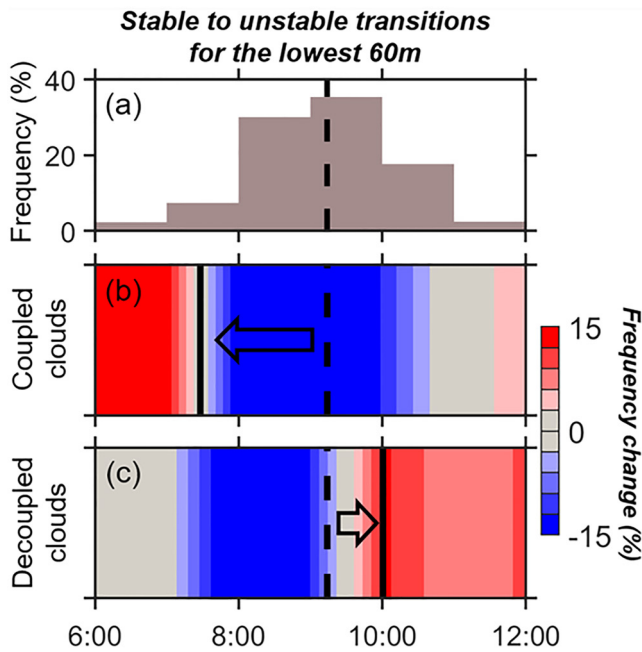 Stable to unstable transitions
for the lowest 60m
Frequency (%)
40
20
0
(a)
Coupled
clouds
(b)
Decoupled
clouds
(c)
6:00
8:00
10:00
12:00
15
0
-15
Frequency change (%)